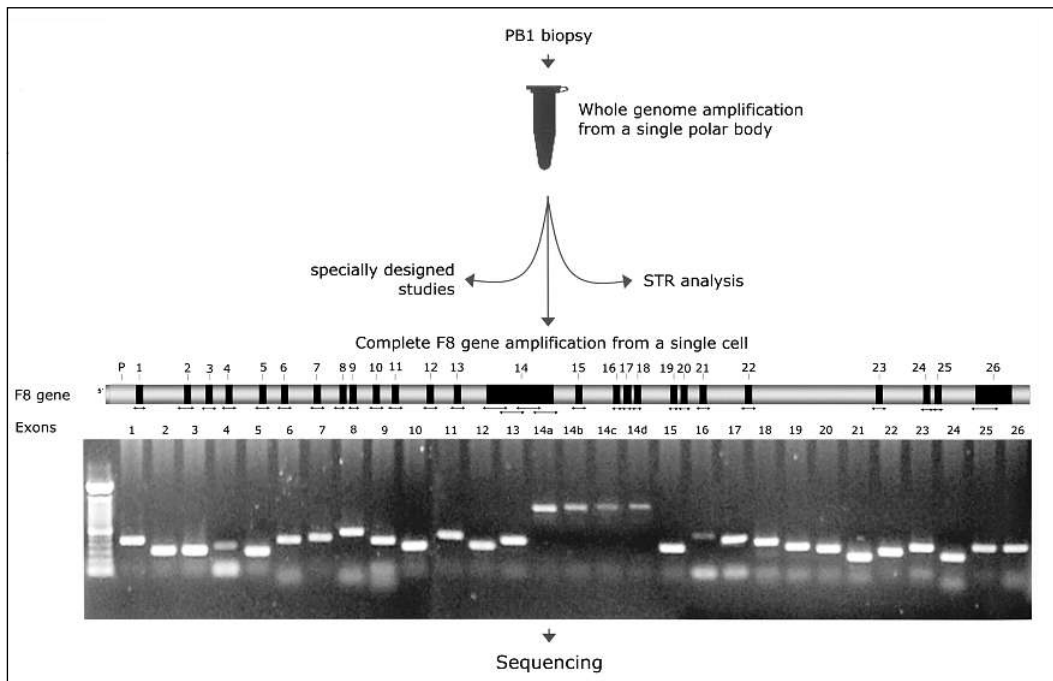 PB1 biopsy
Whole genome amplification
from a single polar body
specially designed
studies
STR analysis
Complete F8 gene amplification from a single cell
P 1 2 3 4 5 6 7 8 9 10 11 12 13 14 15 16 17 18 19 20 21 22 23 24 25 26
F8 gene 5'
Exons 1 2 3 4 5 6 7 8 9 10 11 12 13 14a 14b 14c 14d 15 16 17 18 19 20 21 22 23 24 25 26
Sequencing